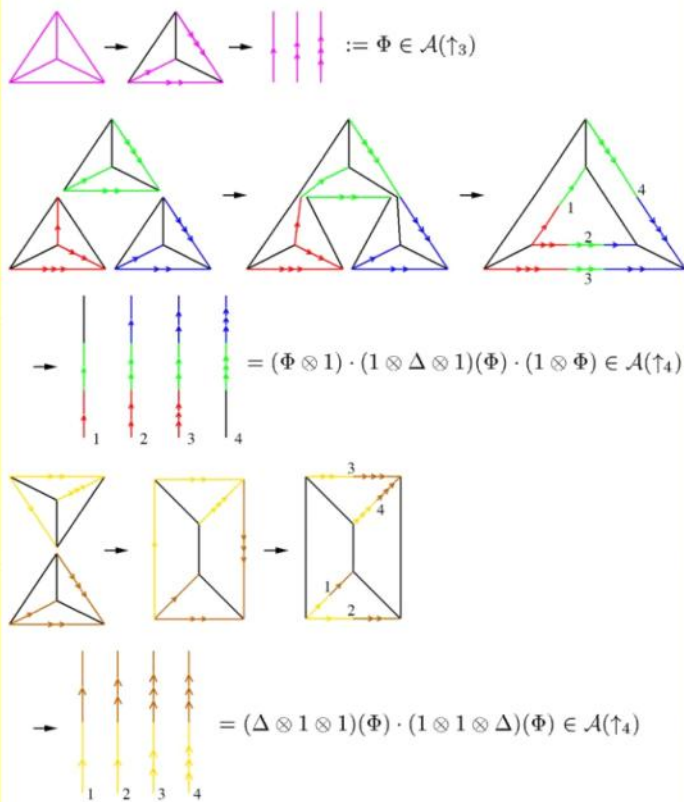 := Φ ∈ 𝒜(↑₃)
1
2
3
4
1 2 3 4
= (Φ ⊗ 1) · (1 ⊗ Δ ⊗ 1)(Φ) · (1 ⊗ Φ) ∈ 𝒜(↑₄)
3
4
1
2
1 2 3 4
= (Δ ⊗ 1 ⊗ 1)(Φ) · (1 ⊗ 1 ⊗ Δ)(Φ) ∈ 𝒜(↑₄)